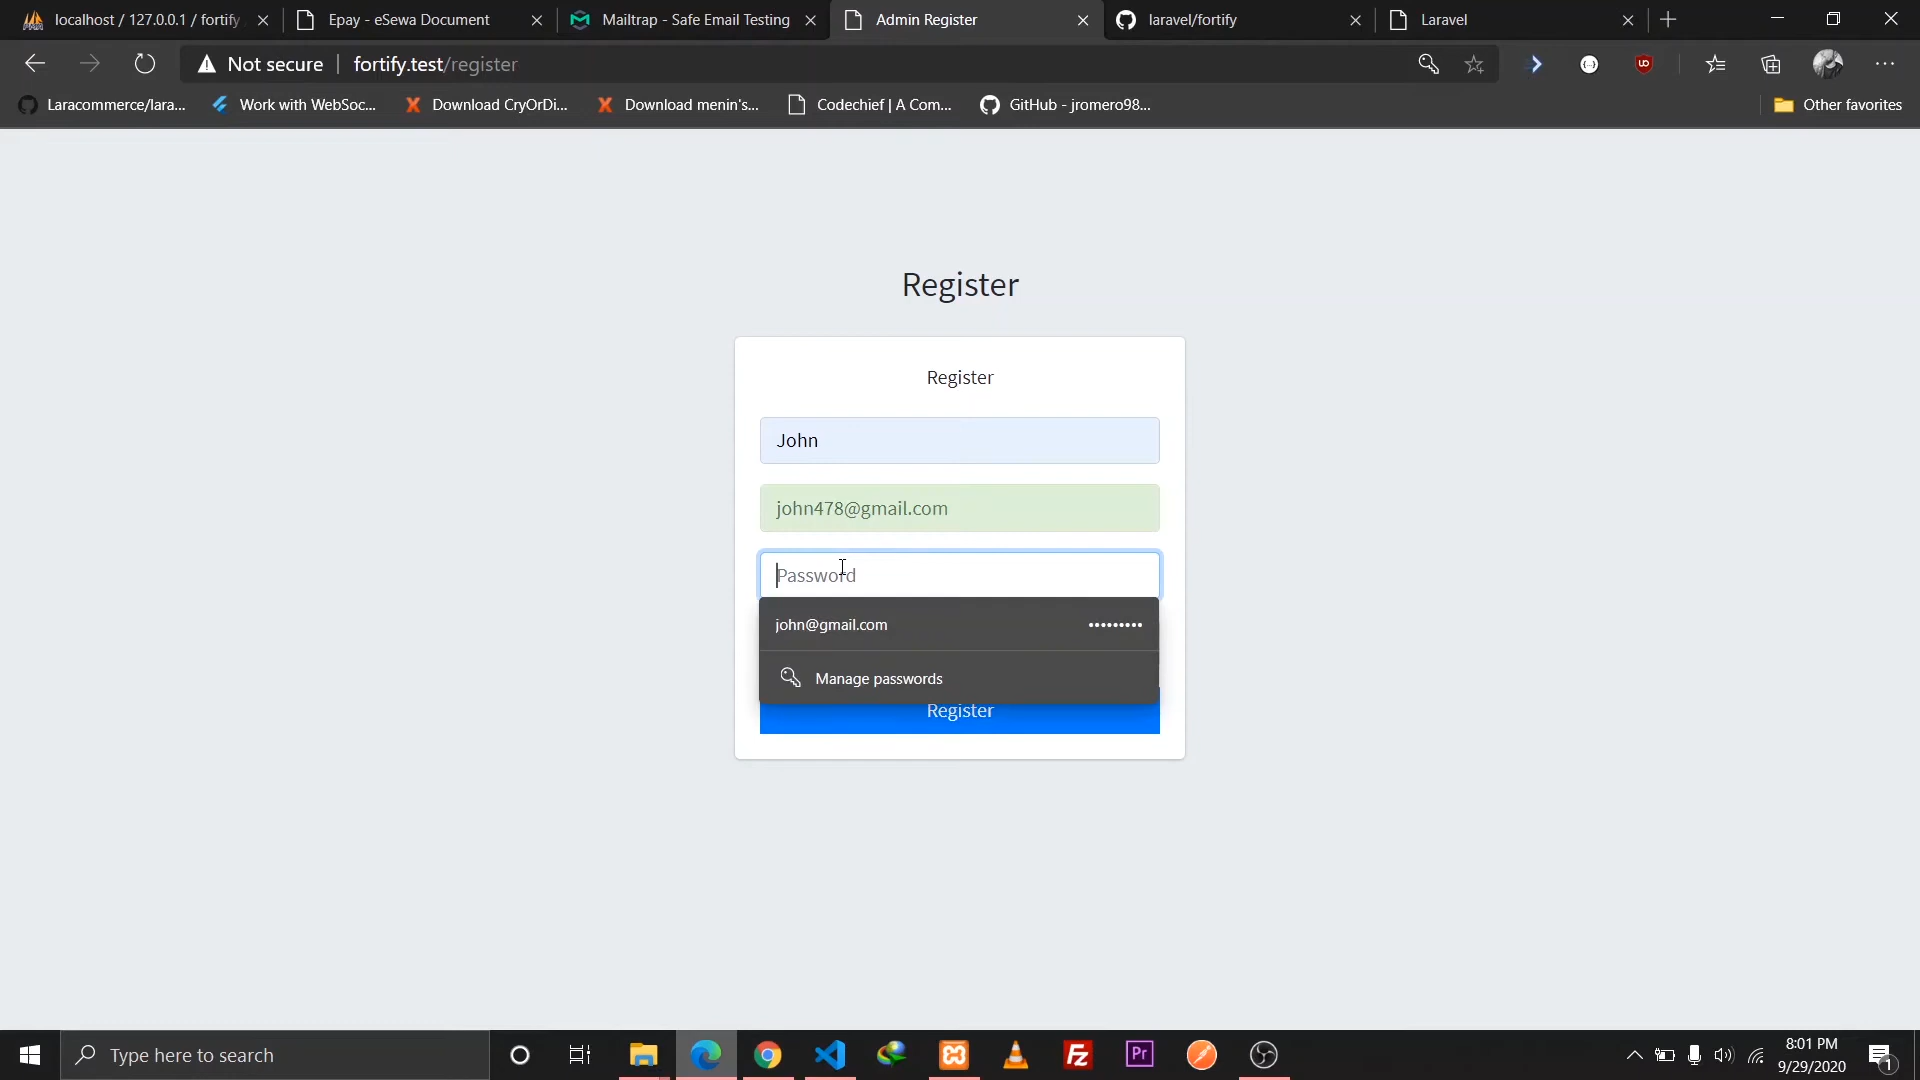 localhost / 127.0.0.1 / fortify
Epay - eSewa Document
Mailtrap - Safe Email Testing
Admin Register
laravel/fortify
Laravel
Not secure
fortify.test/register
Laracommerce/lara...
Work with WebSoc...
Download CryOrDi...
Download menin's...
Codechief | A Com...
GitHub - jromero98...
Other favorites
Register
Register
John
john478@gmail.com
Password
john@gmail.com •••••••••
Manage passwords
Register
Type here to search
8:01 PM
9/29/2020
1